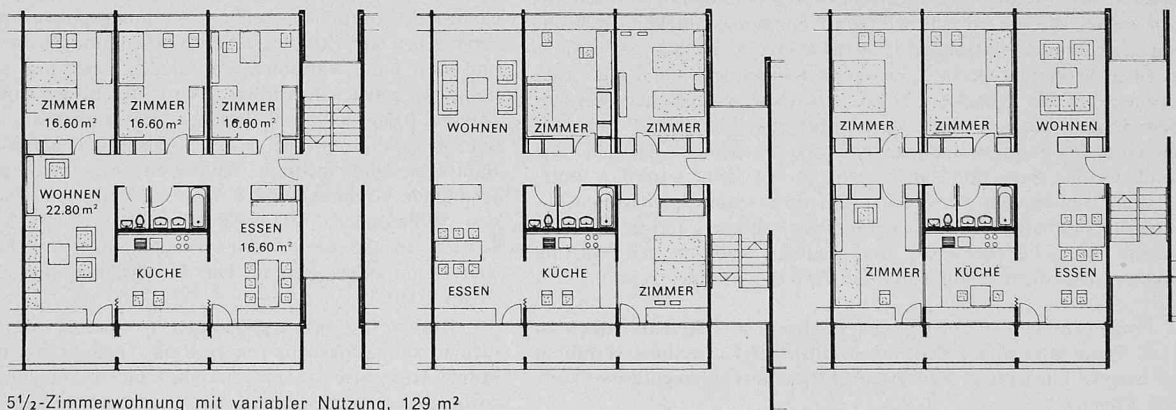 ZIMMER
16.60 m²
ZIMMER
16.60 m²
ZIMMER
16.60 m²
WOHNEN
22.80 m²
ESSEN
16.60 m²
KÜCHE
WOHNEN
ZIMMER
ZIMMER
ESSEN
KÜCHE
ZIMMER
ZIMMER
ZIMMER
WOHNEN
ZIMMER
KÜCHE
ESSEN
5½-Zimmerwohnung mit variabler Nutzung, 129 m²